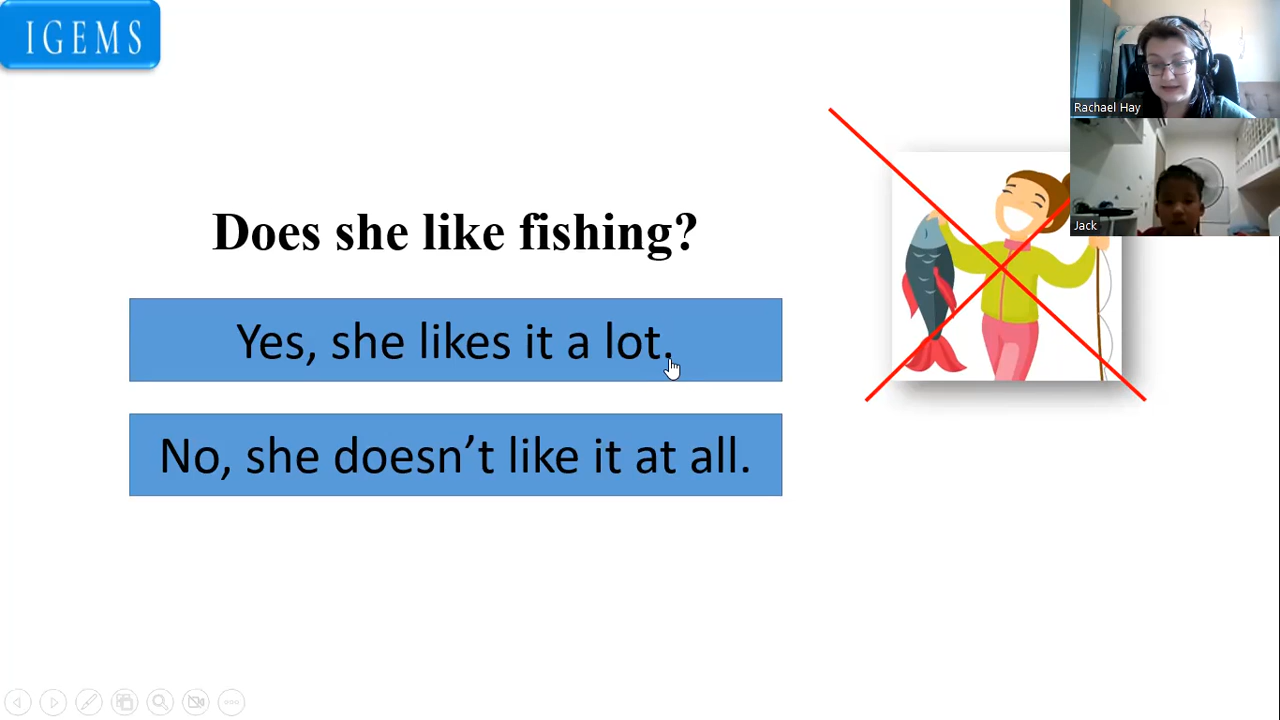 IGEMS
Rachael Hay
Jack
Does she like fishing?
Yes, she likes it a lot.
No, she doesn’t like it at all.